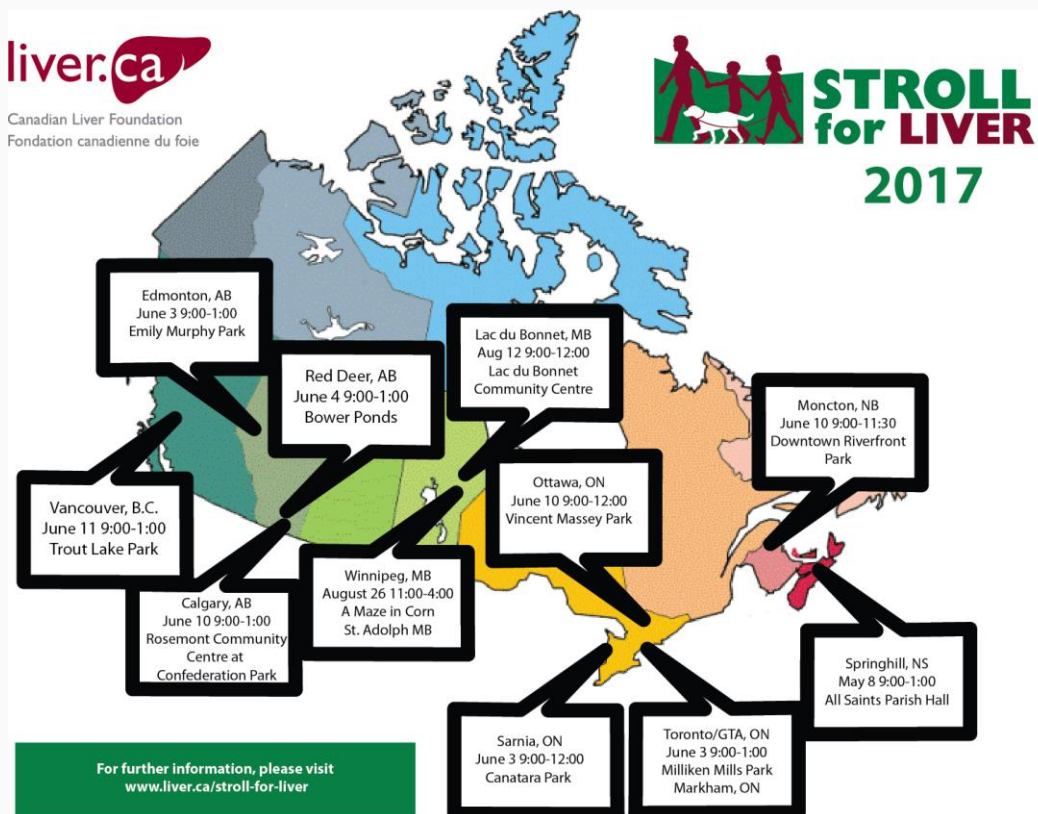 liver.ca
Canadian Liver Foundation
Fondation canadienne du foie
STROLL
for LIVER
2017
Edmonton, AB
June 3 9:00-1:00
Emily Murphy Park
Red Deer, AB
June 4 9:00-1:00
Bower Ponds
Lac du Bonnet, MB
Aug 12 9:00-12:00
Lac du Bonnet
Community Centre
Moncton, NB
June 10 9:00-11:30
Downtown Riverfront
Park
Vancouver, B.C.
June 11 9:00-1:00
Trout Lake Park
Ottawa, ON
June 10 9:00-12:00
Vincent Massey Park
Calgary, AB
June 10 9:00-1:00
Rosemont Community
Centre at
Confederation Park
Winnipeg, MB
August 26 11:00-4:00
A Maze in Corn
St. Adolph MB
Springhill, NS
May 8 9:00-1:00
All Saints Parish Hall
Sarnia, ON
June 3 9:00-12:00
Canatara Park
Toronto/GTA, ON
June 3 9:00-1:00
Milliken Mills Park
Markham, ON
For further information, please visit
www.liver.ca/stroll-for-liver